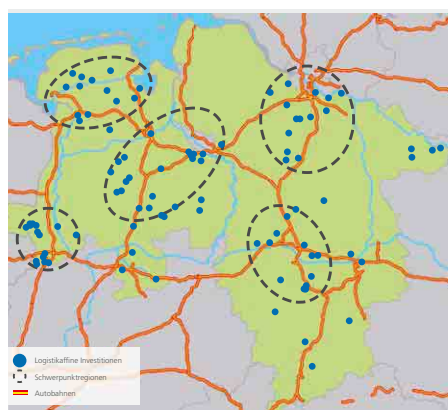 Logistikaffine Investitionen
Schwerpunktregionen
Autobahnen